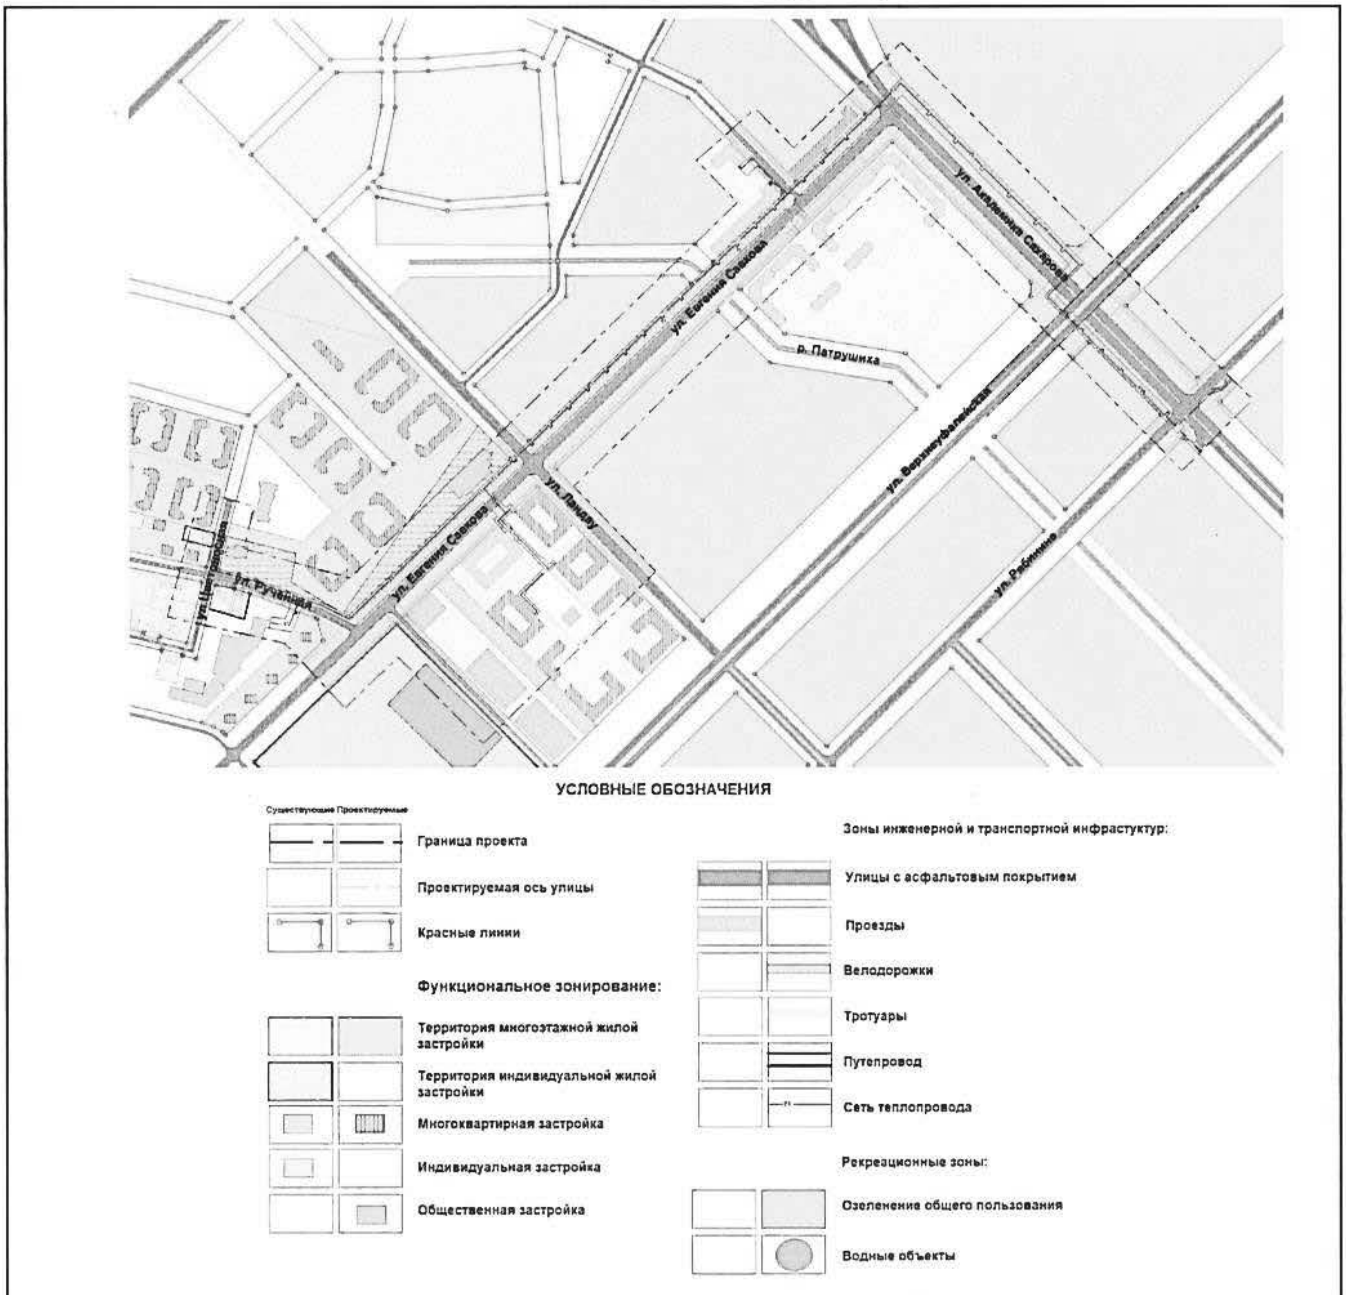 ул. Академика Сахарова
ул. Евгения Савкова
р. Патрушиха
ул. Верхнеуфалейская
ул. Ландау
ул. Евгения Савкова
ул. Рябинина
ул. Ручейная
УСЛОВНЫЕ ОБОЗНАЧЕНИЯ
Существующие Проектируемые
Граница проекта
Проектируемая ось улицы
Красные линии
Функциональное зонирование:
Территория многоэтажной жилой
застройки
Территория индивидуальной жилой
застройки
Многоквартирная застройка
Индивидуальная застройка
Общественная застройка
Зоны инженерной и транспортной инфрастуктур:
Улицы с асфальтовым покрытием
Проезды
Велодорожки
Тротуары
Путепровод
Сеть теплопровода
Рекреационные зоны:
Озеленение общего пользования
Водные объекты